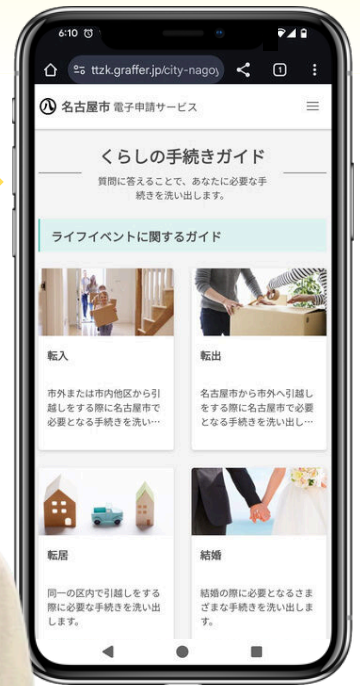 6:10
ttzk.graffer.jp/city-nagoy
1
名古屋市 電子申請サービス
くらしの手続きガイド
質問に答えることで、あなたに必要な手
続きを洗い出します。
ライフイベントに関するガイド
転入
市外または市内他区から引
越しをする際に名古屋市で
必要となる手続きを洗い…
転出
名古屋市から市外へ引越し
をする際に名古屋市で必要
となる手続きを洗い出し…
転居
同一の区内で引越しをする
際に必要な手続きを洗い出
します。
結婚
結婚の際に必要となるさま
ざまな手続きを洗い出しま
す。